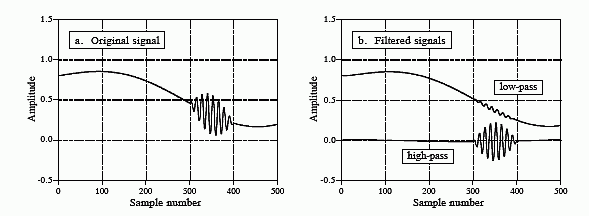 a. Original signal
Amplitude
1.5
1.0
0.5
0.0
-0.5
0 100 200 300 400 500
Sample number
b. Filtered signals
low-pass
high-pass
Amplitude
1.5
1.0
0.5
0.0
-0.5
0 100 200 300 400 500
Sample number